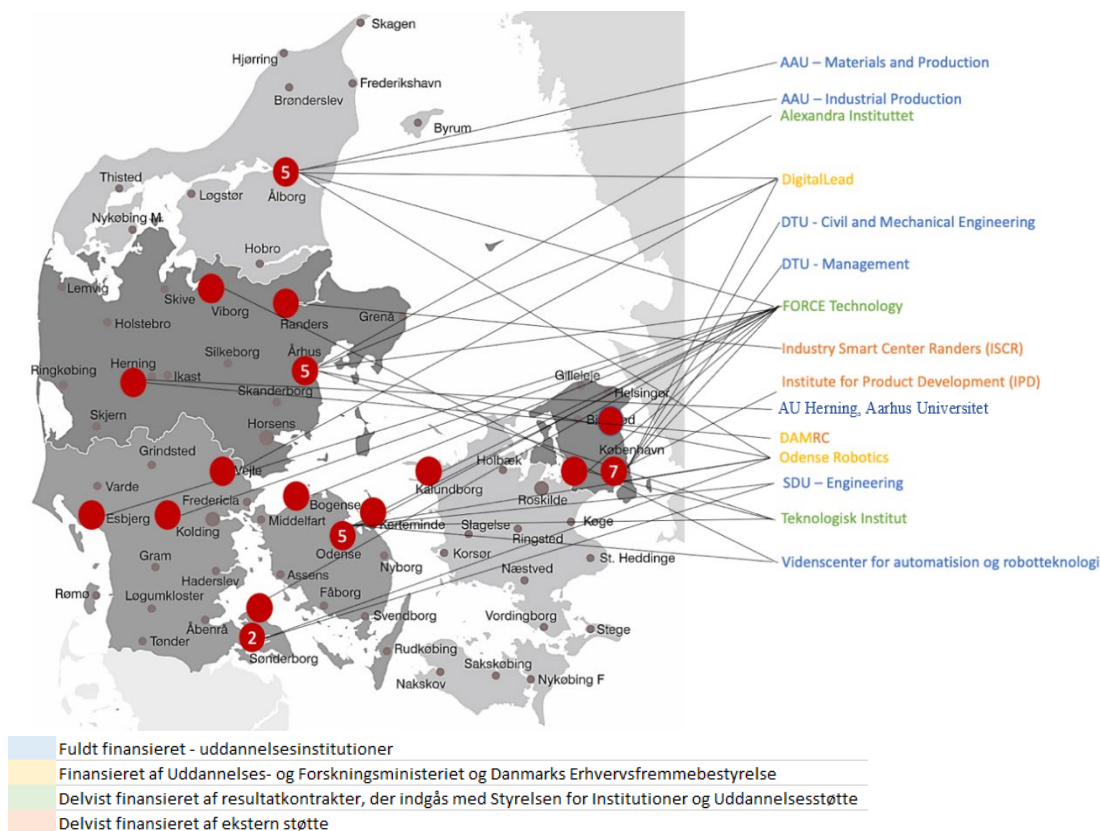 Skagen
Hjørring
Frederikshavn
Brønderslev
Byrum
Thisted
Løgstør
5
Ålborg
Nykøbing M.
Hobro
Lemvig
Skive
Viborg
Randers
Grenå
Holstebro
Århus
5
Silkeborg
Herning
Ikast
Ringkøbing
Skanderborg
Skjern
Horsens
Grindsted
Vejle
Varde
Fredericia
Esbjerg
Kolding
Middelfart
Bogense
Kerteminde
5
Odense
Gram
Haderslev
Assens
Nyborg
Rømø
Løgumkloster
Fåborg
Åbenrå
Svendborg
Tønder
2
Sønderborg
Rudkøbing
Gilleleje
Helsingør
København
7
Holbæk
Kalundborg
Roskilde
Køge
Slagelse
Ringsted
Korsør
St. Heddinge
Næstved
Vordingborg
Stege
Sakskøbing
Nakskov
Nykøbing F
AAU – Materials and Production
AAU – Industrial Production
Alexandra Instituttet
DigitalLead
DTU - Civil and Mechanical Engineering
DTU - Management
FORCE Technology
Industry Smart Center Randers (ISCR)
Institute for Product Development (IPD)
AU Herning, Aarhus Universitet
DAMRC
Odense Robotics
SDU – Engineering
Teknologisk Institut
Videnscenter for automatision og robotteknologi
Fuldt finansieret - uddannelsesinstitutioner
Finansieret af Uddannelses- og Forskningsministeriet og Danmarks Erhvervsfremmebestyrelse
Delvist finansieret af resultatkontrakter, der indgås med Styrelsen for Institutioner og Uddannelsesstøtte
Delvist finansieret af ekstern støtte